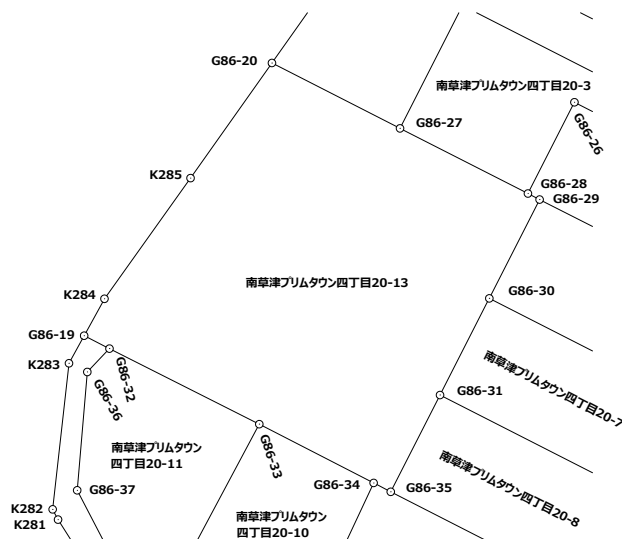 G86-20
南草津プリムタウン四丁目20-3
G86-27
G86-26
K285
G86-28
G86-29
南草津プリムタウン四丁目20-13
K284
G86-30
G86-19
K283
G86-32
G86-36
南草津プリムタウン四丁目20-7
G86-31
G86-33
南草津プリムタウン
四丁目20-11
南草津プリムタウン四丁目20-8
G86-34
G86-35
G86-37
K282
K281
南草津プリムタウン
四丁目20-10